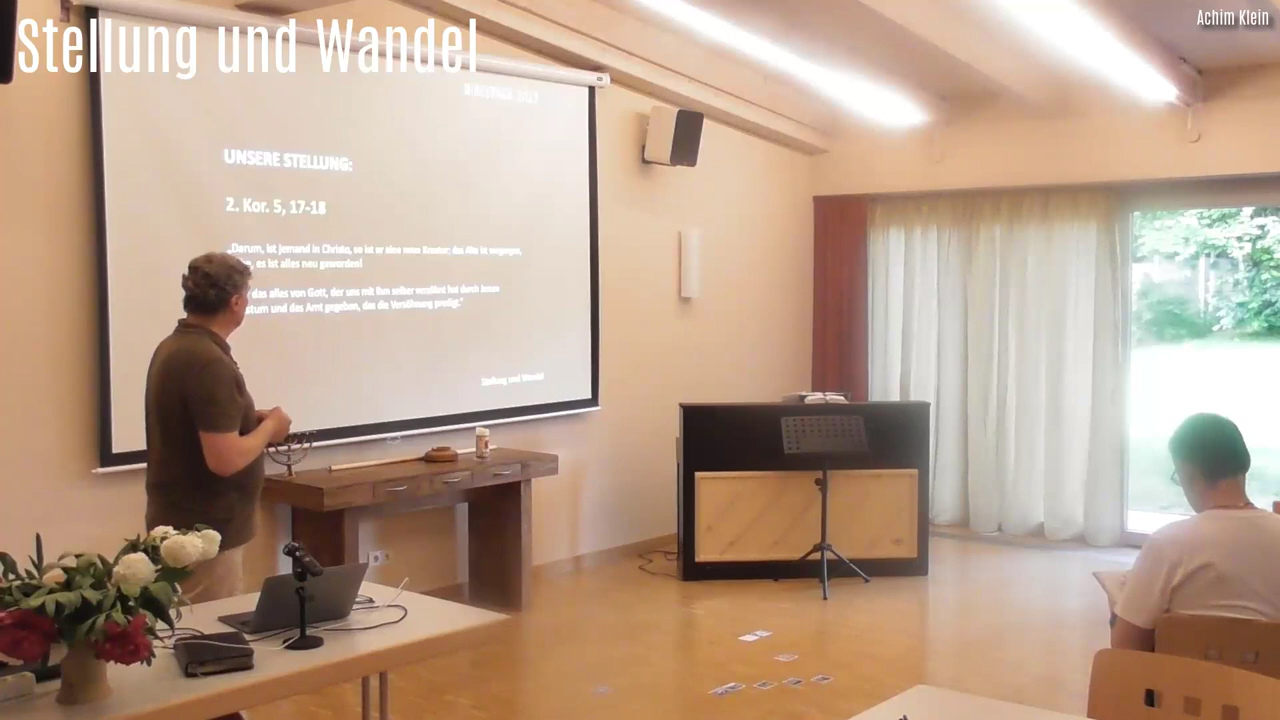 Stellung und Wandel
Achim Klein
UNSERE STELLUNG:
2. Kor. 5, 17-18
„Darum, ist jemand in Christo, so ist er eine neue Kreatur; das Alte ist vergangen,
es ist alles neu geworden!
das alles von Gott, der uns mit ihm selber versöhnt hat durch Jesum
und das Amt gegeben, das die Versöhnung predigt."
Stellung und Wandel